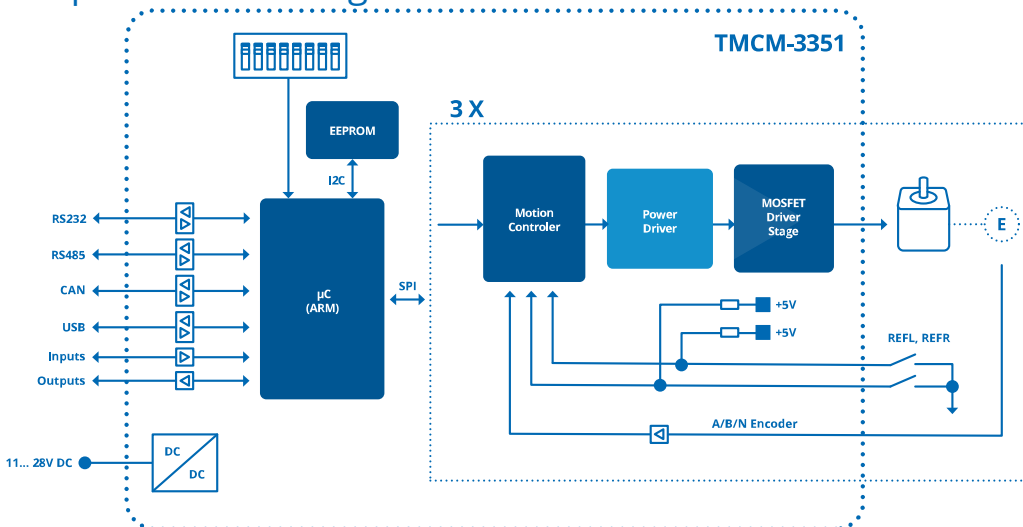 TMCM-3351
3 X
EEPROM
I2C
RS232
RS485
CAN
USB
Inputs
Outputs
µC
(ARM)
SPI
Motion
Controler
Power
Driver
MOSFET
Driver
Stage
E
+5V
+5V
REFL, REFR
A/B/N Encoder
11... 28V DC
DC
DC